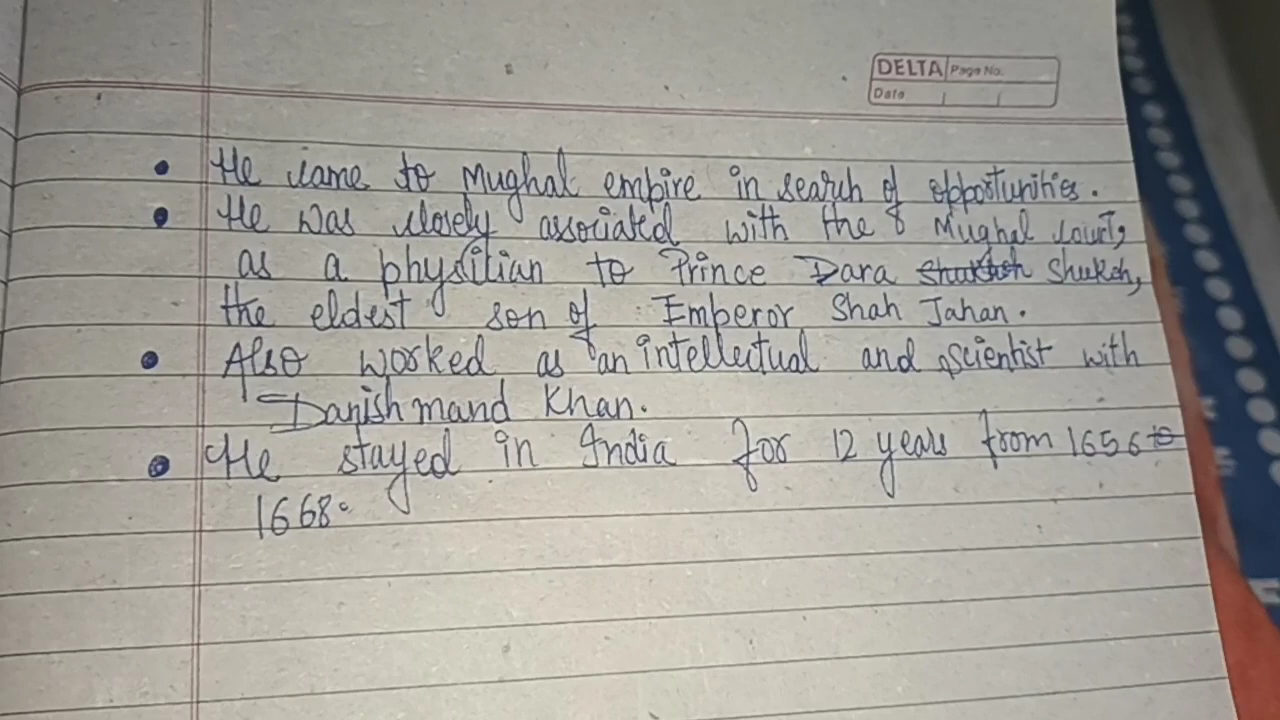 DELTA Page No.
Date
• He came to Mughal empire in search of opportunities.
• He was closely associated with the Mughal court,
as a physitian to Prince Dara Shukoh,
the eldest son of Emperor Shah Jahan.
• Also worked as an intellectual and scientist with
Danishmand Khan.
• He stayed in India for 12 years from 1656 to
1668.